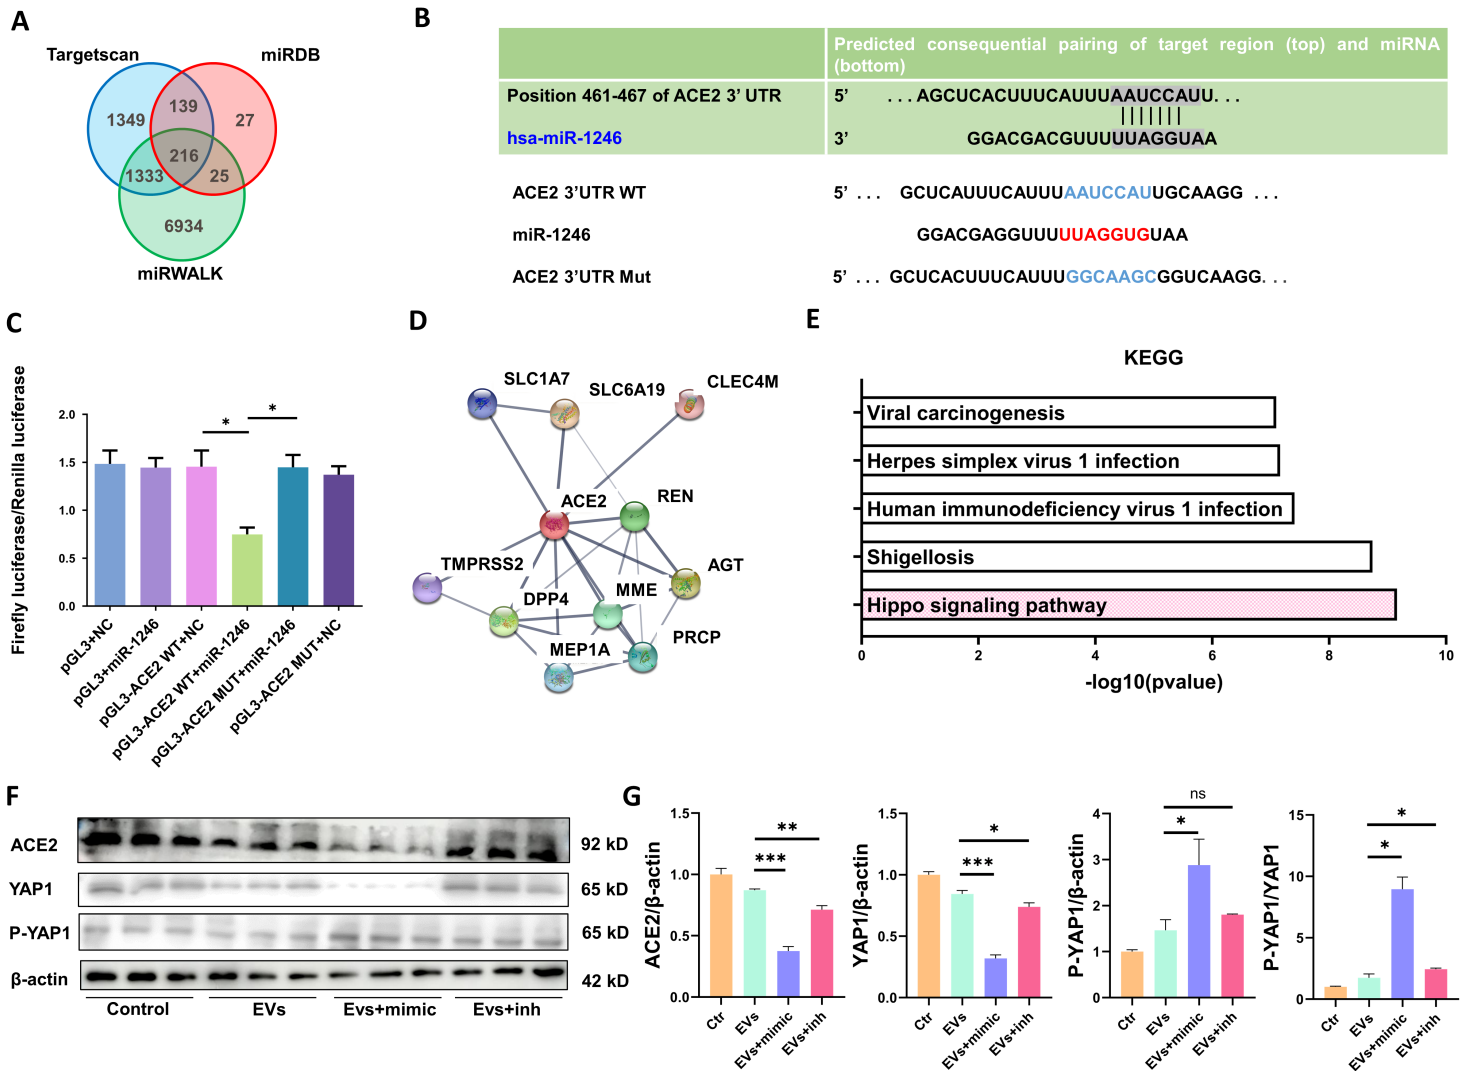 A
Targetscan
miRDB
1349
139
27
216
1333
25
6934
miRWALK
B
Predicted consequential pairing of target region (top) and miRNA
(bottom)
Position 461-467 of ACE2 3’ UTR
5’ ...AGCUCACUUUCAUUUAAUCCAUU...
hsa-miR-1246
3’ GGACGACGUUUUUAGGUAA
ACE2 3’UTR WT
5’ ... GCUCAUUUCAUUUAAUCCAUUGCAAGG ...
miR-1246
GGACGAGGUUUUUAGGUGUAA
ACE2 3’UTR Mut
5’ ... GCUCACUUUCAUUUGGCAAGCGGUCAAGG...
C
Firefly luciferase/Renilla luciferase
2.0
1.5
1.0
0.5
0.0
* *
pGL3+NC
pGL3+miR-1246
pGL3-ACE2 WT+NC
pGL3-ACE2 WT+miR-1246
pGL3-ACE2 MUT+miR-1246
pGL3-ACE2 MUT+NC
D
SLC1A7
SLC6A19
CLEC4M
ACE2
REN
TMPRSS2
AGT
DPP4
MME
MEP1A
PRCP
E
KEGG
Viral carcinogenesis
Herpes simplex virus 1 infection
Human immunodeficiency virus 1 infection
Shigellosis
Hippo signaling pathway
0 2 4 6 8 10
-log10(pvalue)
F
ACE2
92 kD
YAP1
65 kD
P-YAP1
65 kD
β-actin
42 kD
Control EVs Evs+mimic Evs+inh
G
ACE2/β-actin
1.5
1.0
0.5
0.0
**
***
Ctr
EVs
EVs+mimic
EVs+inh
YAP1/β-actin
1.5
1.0
0.5
0.0
*
***
Ctr
EVs
EVs+mimic
EVs+inh
P-YAP1/β-actin
4
3
2
1
0
ns
*
Ctr
EVs
EVs+mimic
EVs+inh
P-YAP1/YAP1
15
10
5
0
*
*
Ctr
EVs
EVs+mimic
EVs+inh